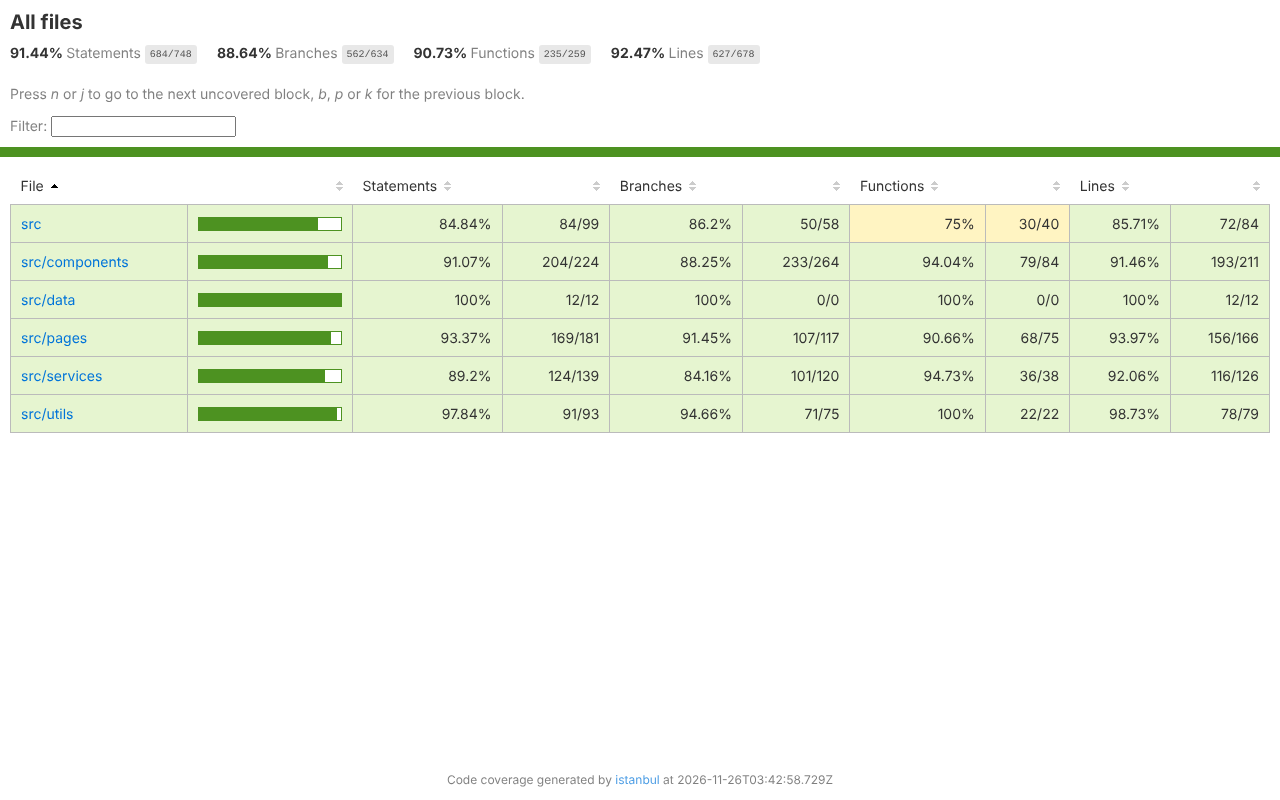 All files
91.44% Statements 684/748 88.64% Branches 562/634 90.73% Functions 235/259 92.47% Lines 627/678
Press n or j to go to the next uncovered block, b, p or k for the previous block.
Filter:
File Statements Branches Functions Lines
src 84.84% 84/99 86.2% 50/58 75% 30/40 85.71% 72/84
src/components 91.07% 204/224 88.25% 233/264 94.04% 79/84 91.46% 193/211
src/data 100% 12/12 100% 0/0 100% 0/0 100% 12/12
src/pages 93.37% 169/181 91.45% 107/117 90.66% 68/75 93.97% 156/166
src/services 89.2% 124/139 84.16% 101/120 94.73% 36/38 92.06% 116/126
src/utils 97.84% 91/93 94.66% 71/75 100% 22/22 98.73% 78/79
Code coverage generated by istanbul at 2026-11-26T03:42:58.729Z